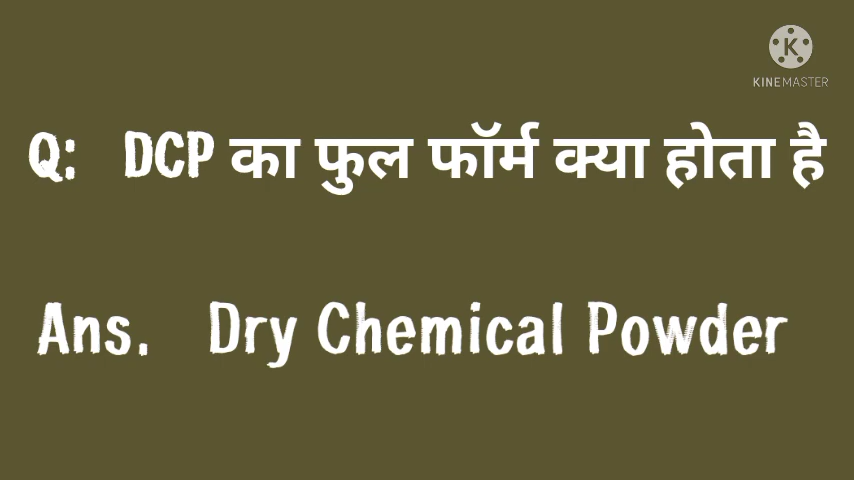 KINEMASTER
Q: DCP का फुल फॉर्म क्या होता है
Ans. Dry Chemical Powder